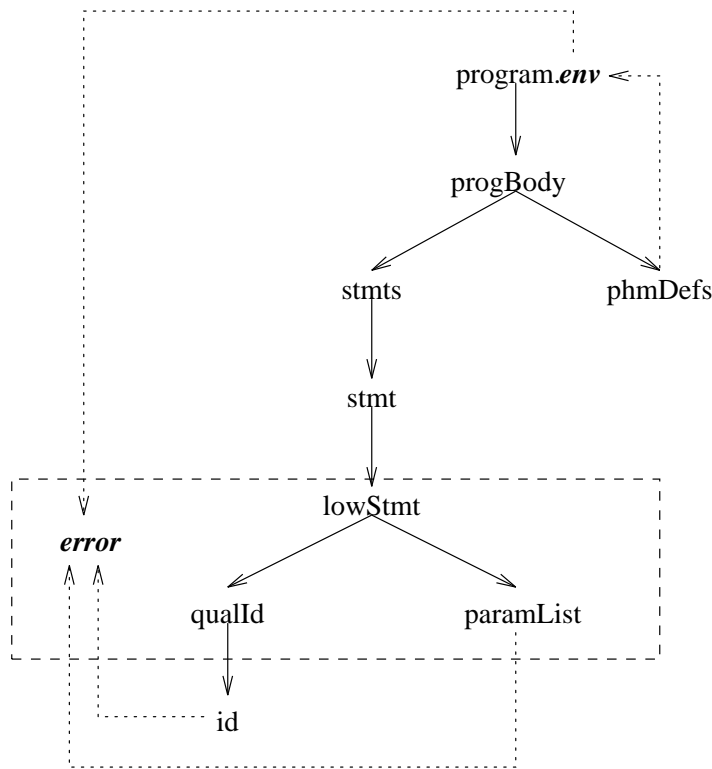 program.env
progBody
stmts
phmDefs
stmt
lowStmt
error
qualId
paramList
id